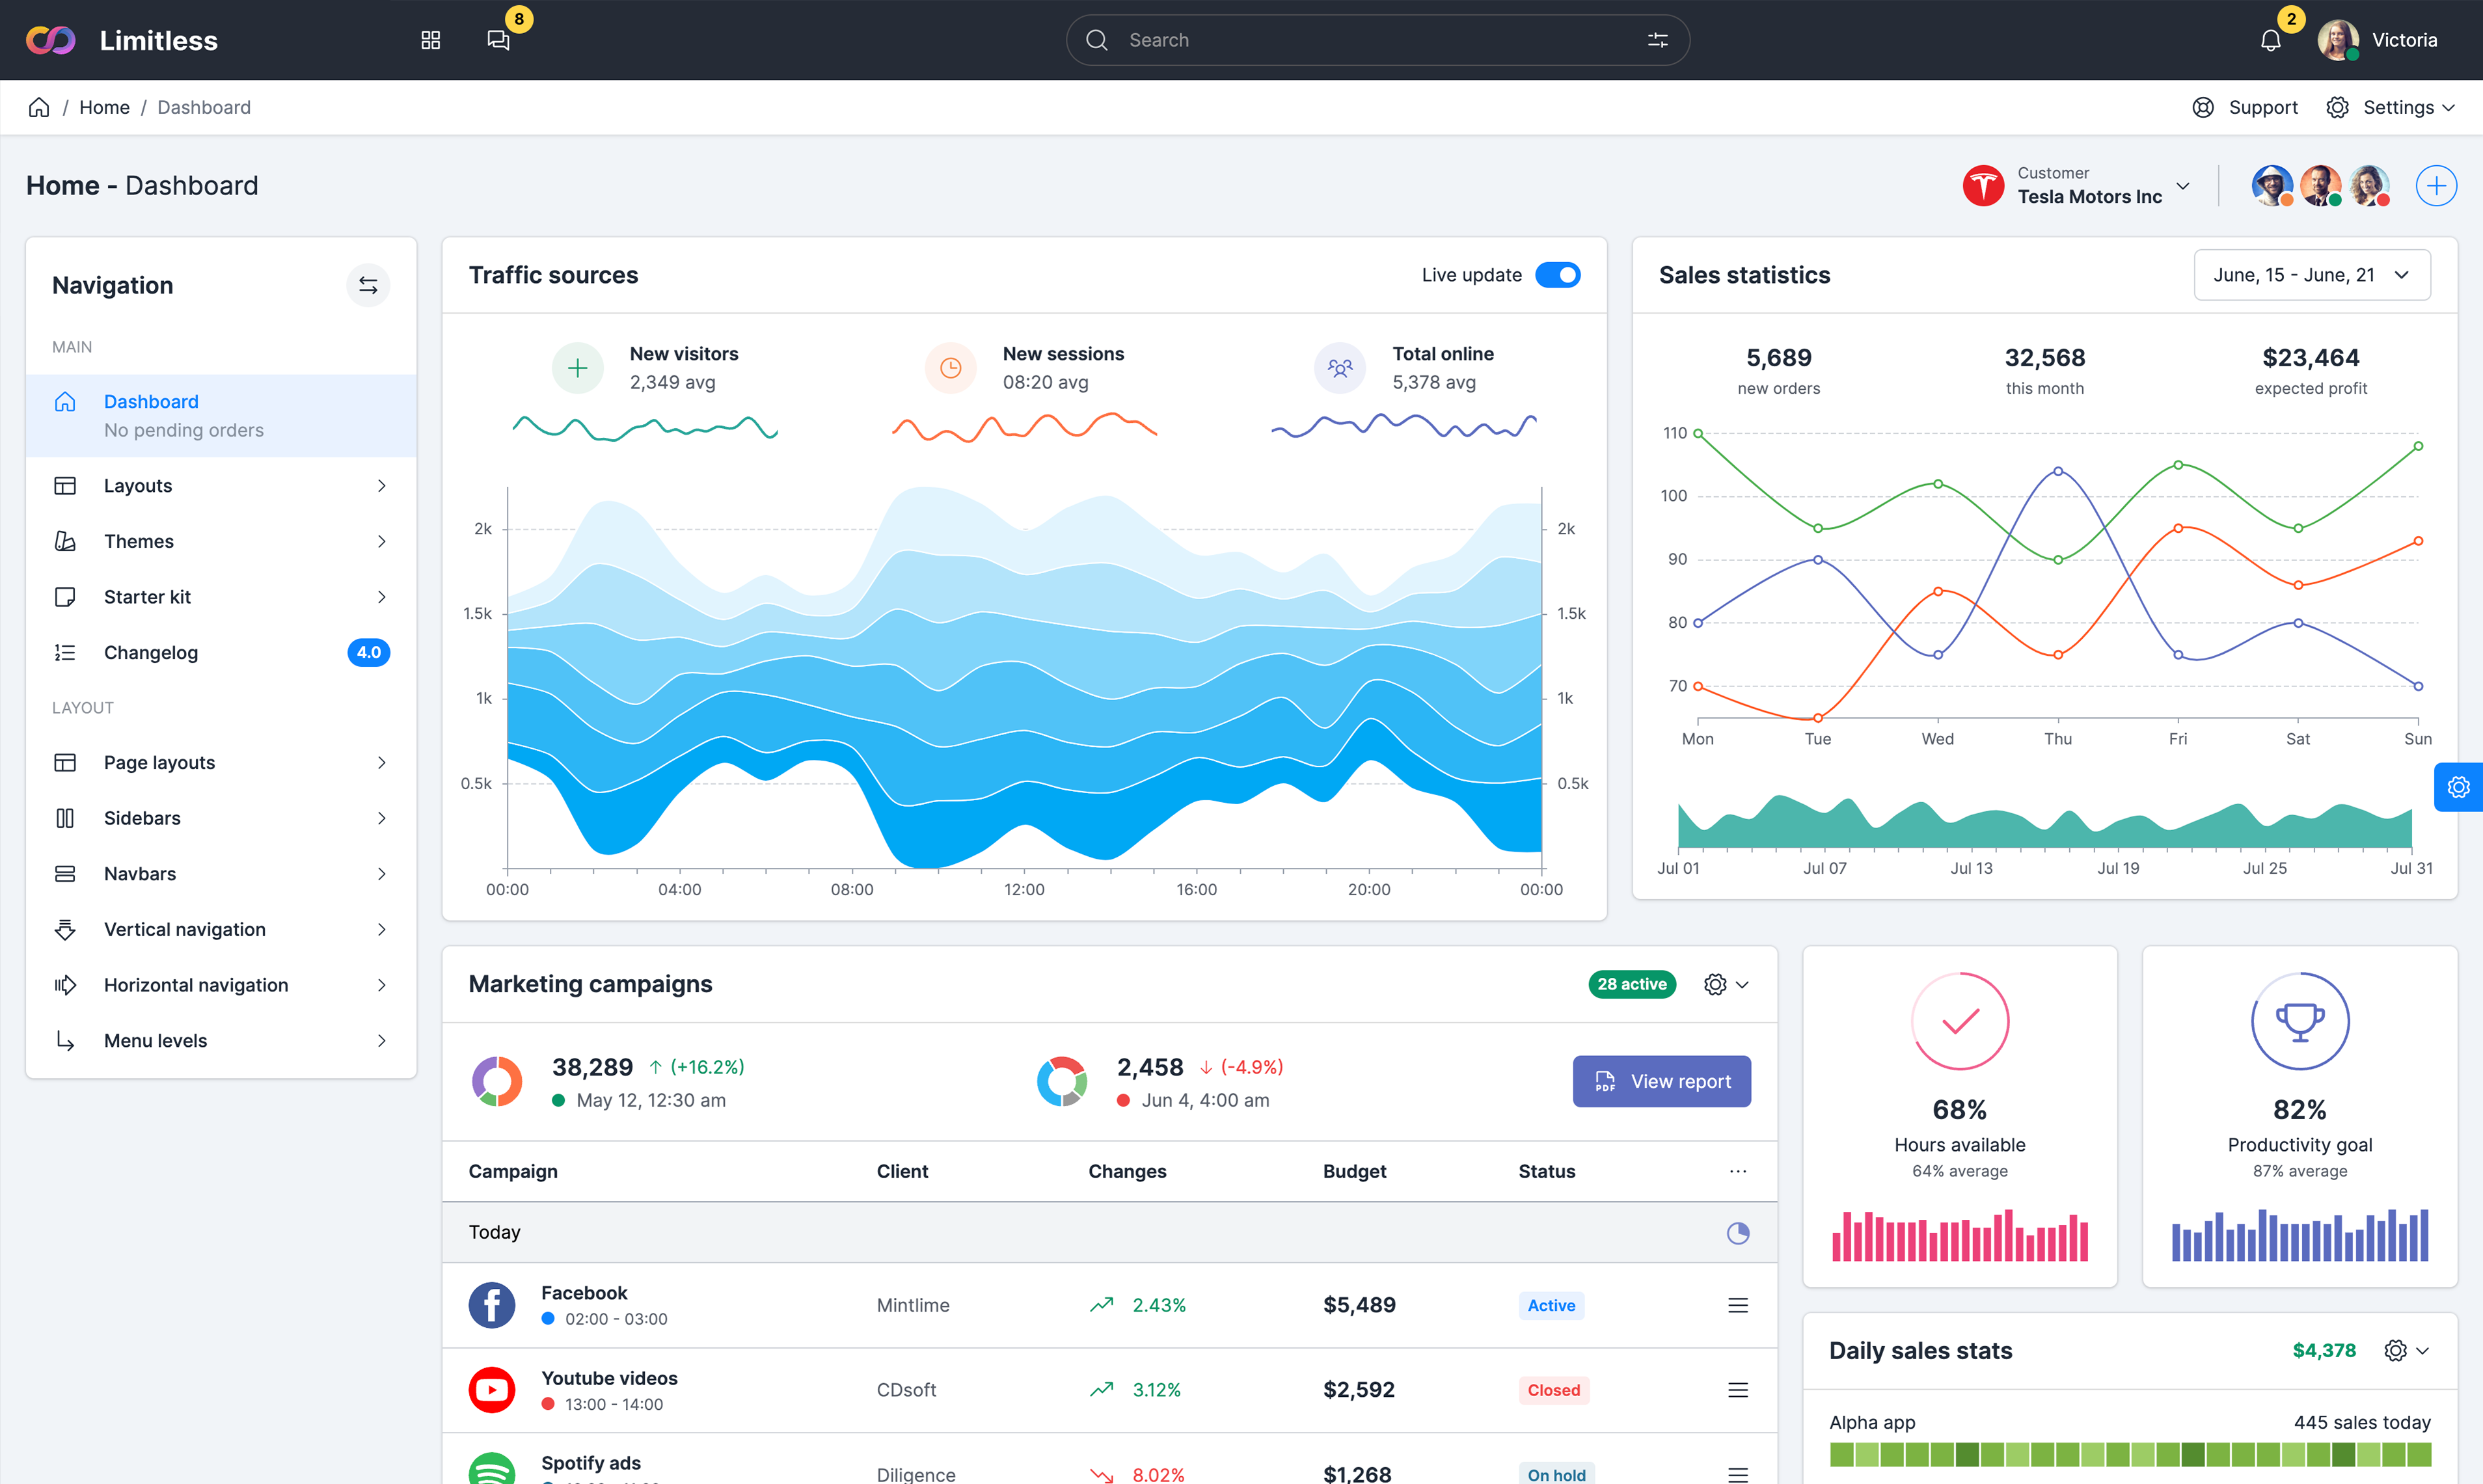 Limitless
8
Search
2
Victoria
/ Home / Dashboard
Support
Settings
Home - Dashboard
Customer
Tesla Motors Inc
Navigation
MAIN
Dashboard
No pending orders
Layouts
Themes
Starter kit
Changelog
4.0
LAYOUT
Page layouts
Sidebars
Navbars
Vertical navigation
Horizontal navigation
Menu levels
Traffic sources
Live update
New visitors
2,349 avg
New sessions
08:20 avg
Total online
5,378 avg
2k
1.5k
1k
0.5k
2k
1.5k
1k
0.5k
00:00 04:00 08:00 12:00 16:00 20:00 00:00
Sales statistics
June, 15 - June, 21
5,689
new orders
32,568
this month
$23,464
expected profit
110
100
90
80
70
Mon Tue Wed Thu Fri Sat Sun
Jul 01 Jul 07 Jul 13 Jul 19 Jul 25 Jul 31
Marketing campaigns
28 active
38,289 (+16.2%)
May 12, 12:30 am
2,458 (-4.9%)
Jun 4, 4:00 am
PDF
View report
Campaign Client Changes Budget Status
Today
Facebook
02:00 - 03:00
Mintlime
2.43%
$5,489
Active
Youtube videos
13:00 - 14:00
CDsoft
3.12%
$2,592
Closed
Spotify ads
Diligence
8.02%
$1,268
On hold
68%
Hours available
64% average
82%
Productivity goal
87% average
Daily sales stats
$4,378
Alpha app
445 sales today